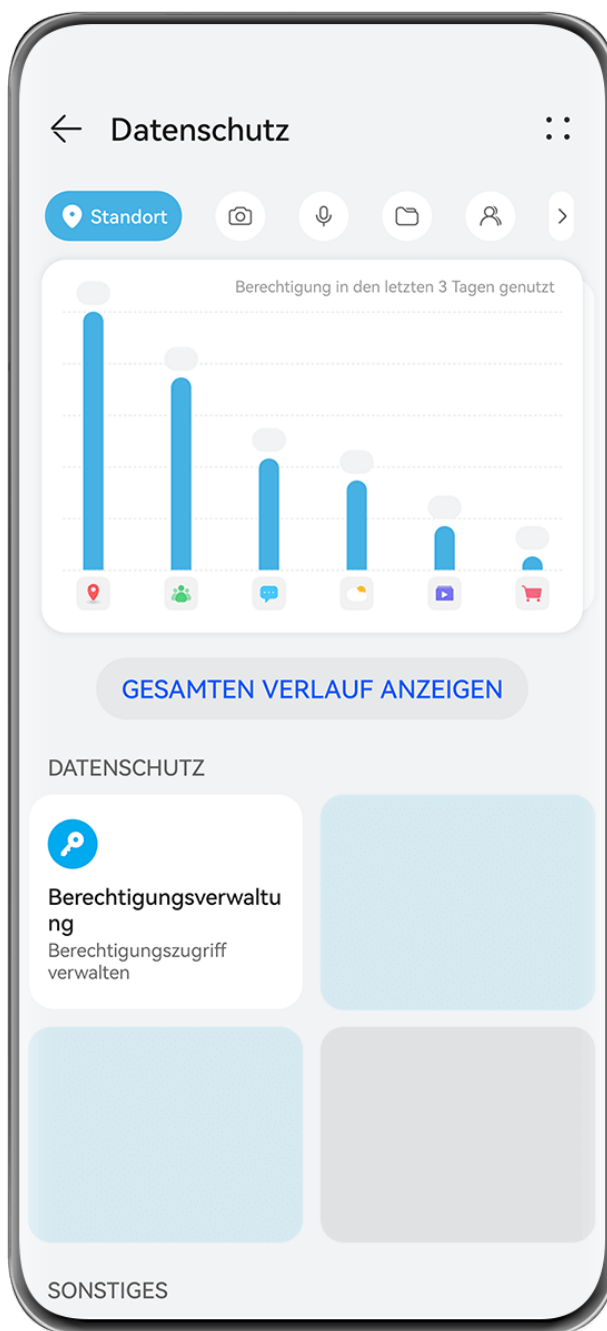 Datenschutz
Standort
Berechtigung in den letzten 3 Tagen genutzt
GESAMTEN VERLAUF ANZEIGEN
DATENSCHUTZ
Berechtigungsverwaltu
ng
Berechtigungszugriff
verwalten
SONSTIGES